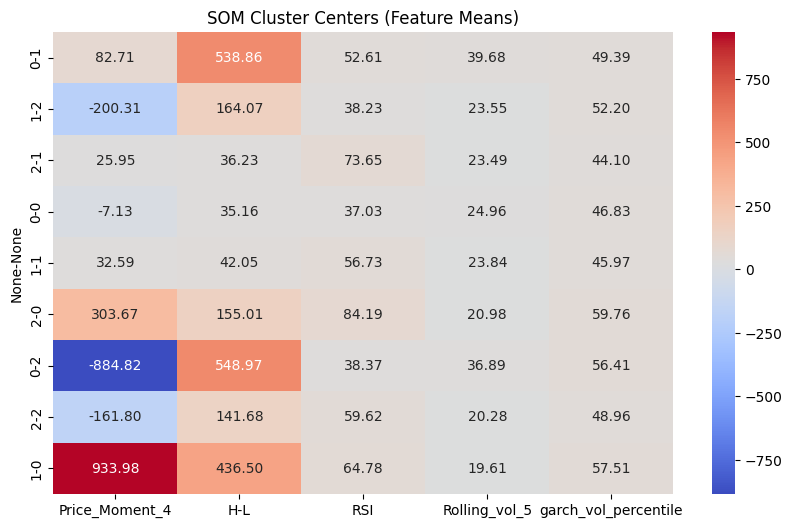 SOM Cluster Centers (Feature Means)
None-None
0-1 82.71 538.86 52.61 39.68 49.39
1-2 -200.31 164.07 38.23 23.55 52.20
2-1 25.95 36.23 73.65 23.49 44.10
0-0 -7.13 35.16 37.03 24.96 46.83
1-1 32.59 42.05 56.73 23.84 45.97
2-0 303.67 155.01 84.19 20.98 59.76
0-2 -884.82 548.97 38.37 36.89 56.41
2-2 -161.80 141.68 59.62 20.28 48.96
1-0 933.98 436.50 64.78 19.61 57.51
Price_Moment_4 H-L RSI Rolling_vol_5 garch_vol_percentile
750
500
250
0
−250
−500
−750